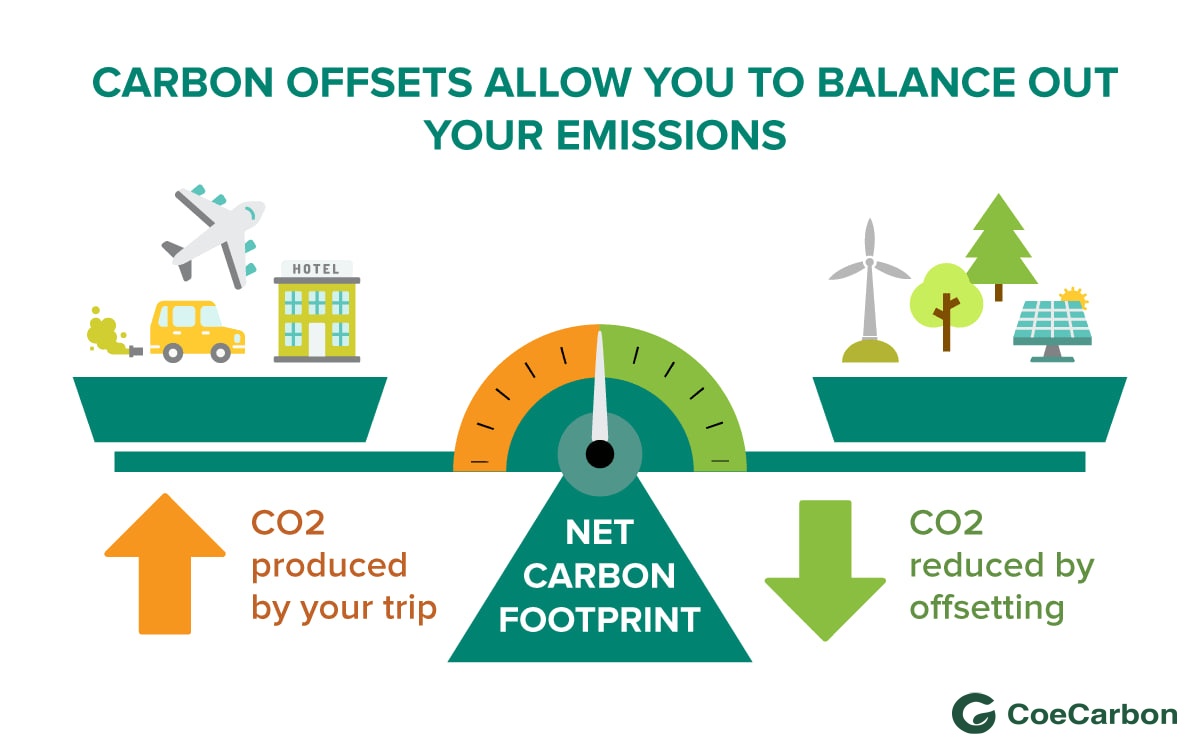 CARBON OFFSETS ALLOW YOU TO BALANCE OUT
YOUR EMISSIONS
HOTEL
CO2
produced
by your trip
NET
CARBON
FOOTPRINT
CO2
reduced by
offsetting
CoeCarbon